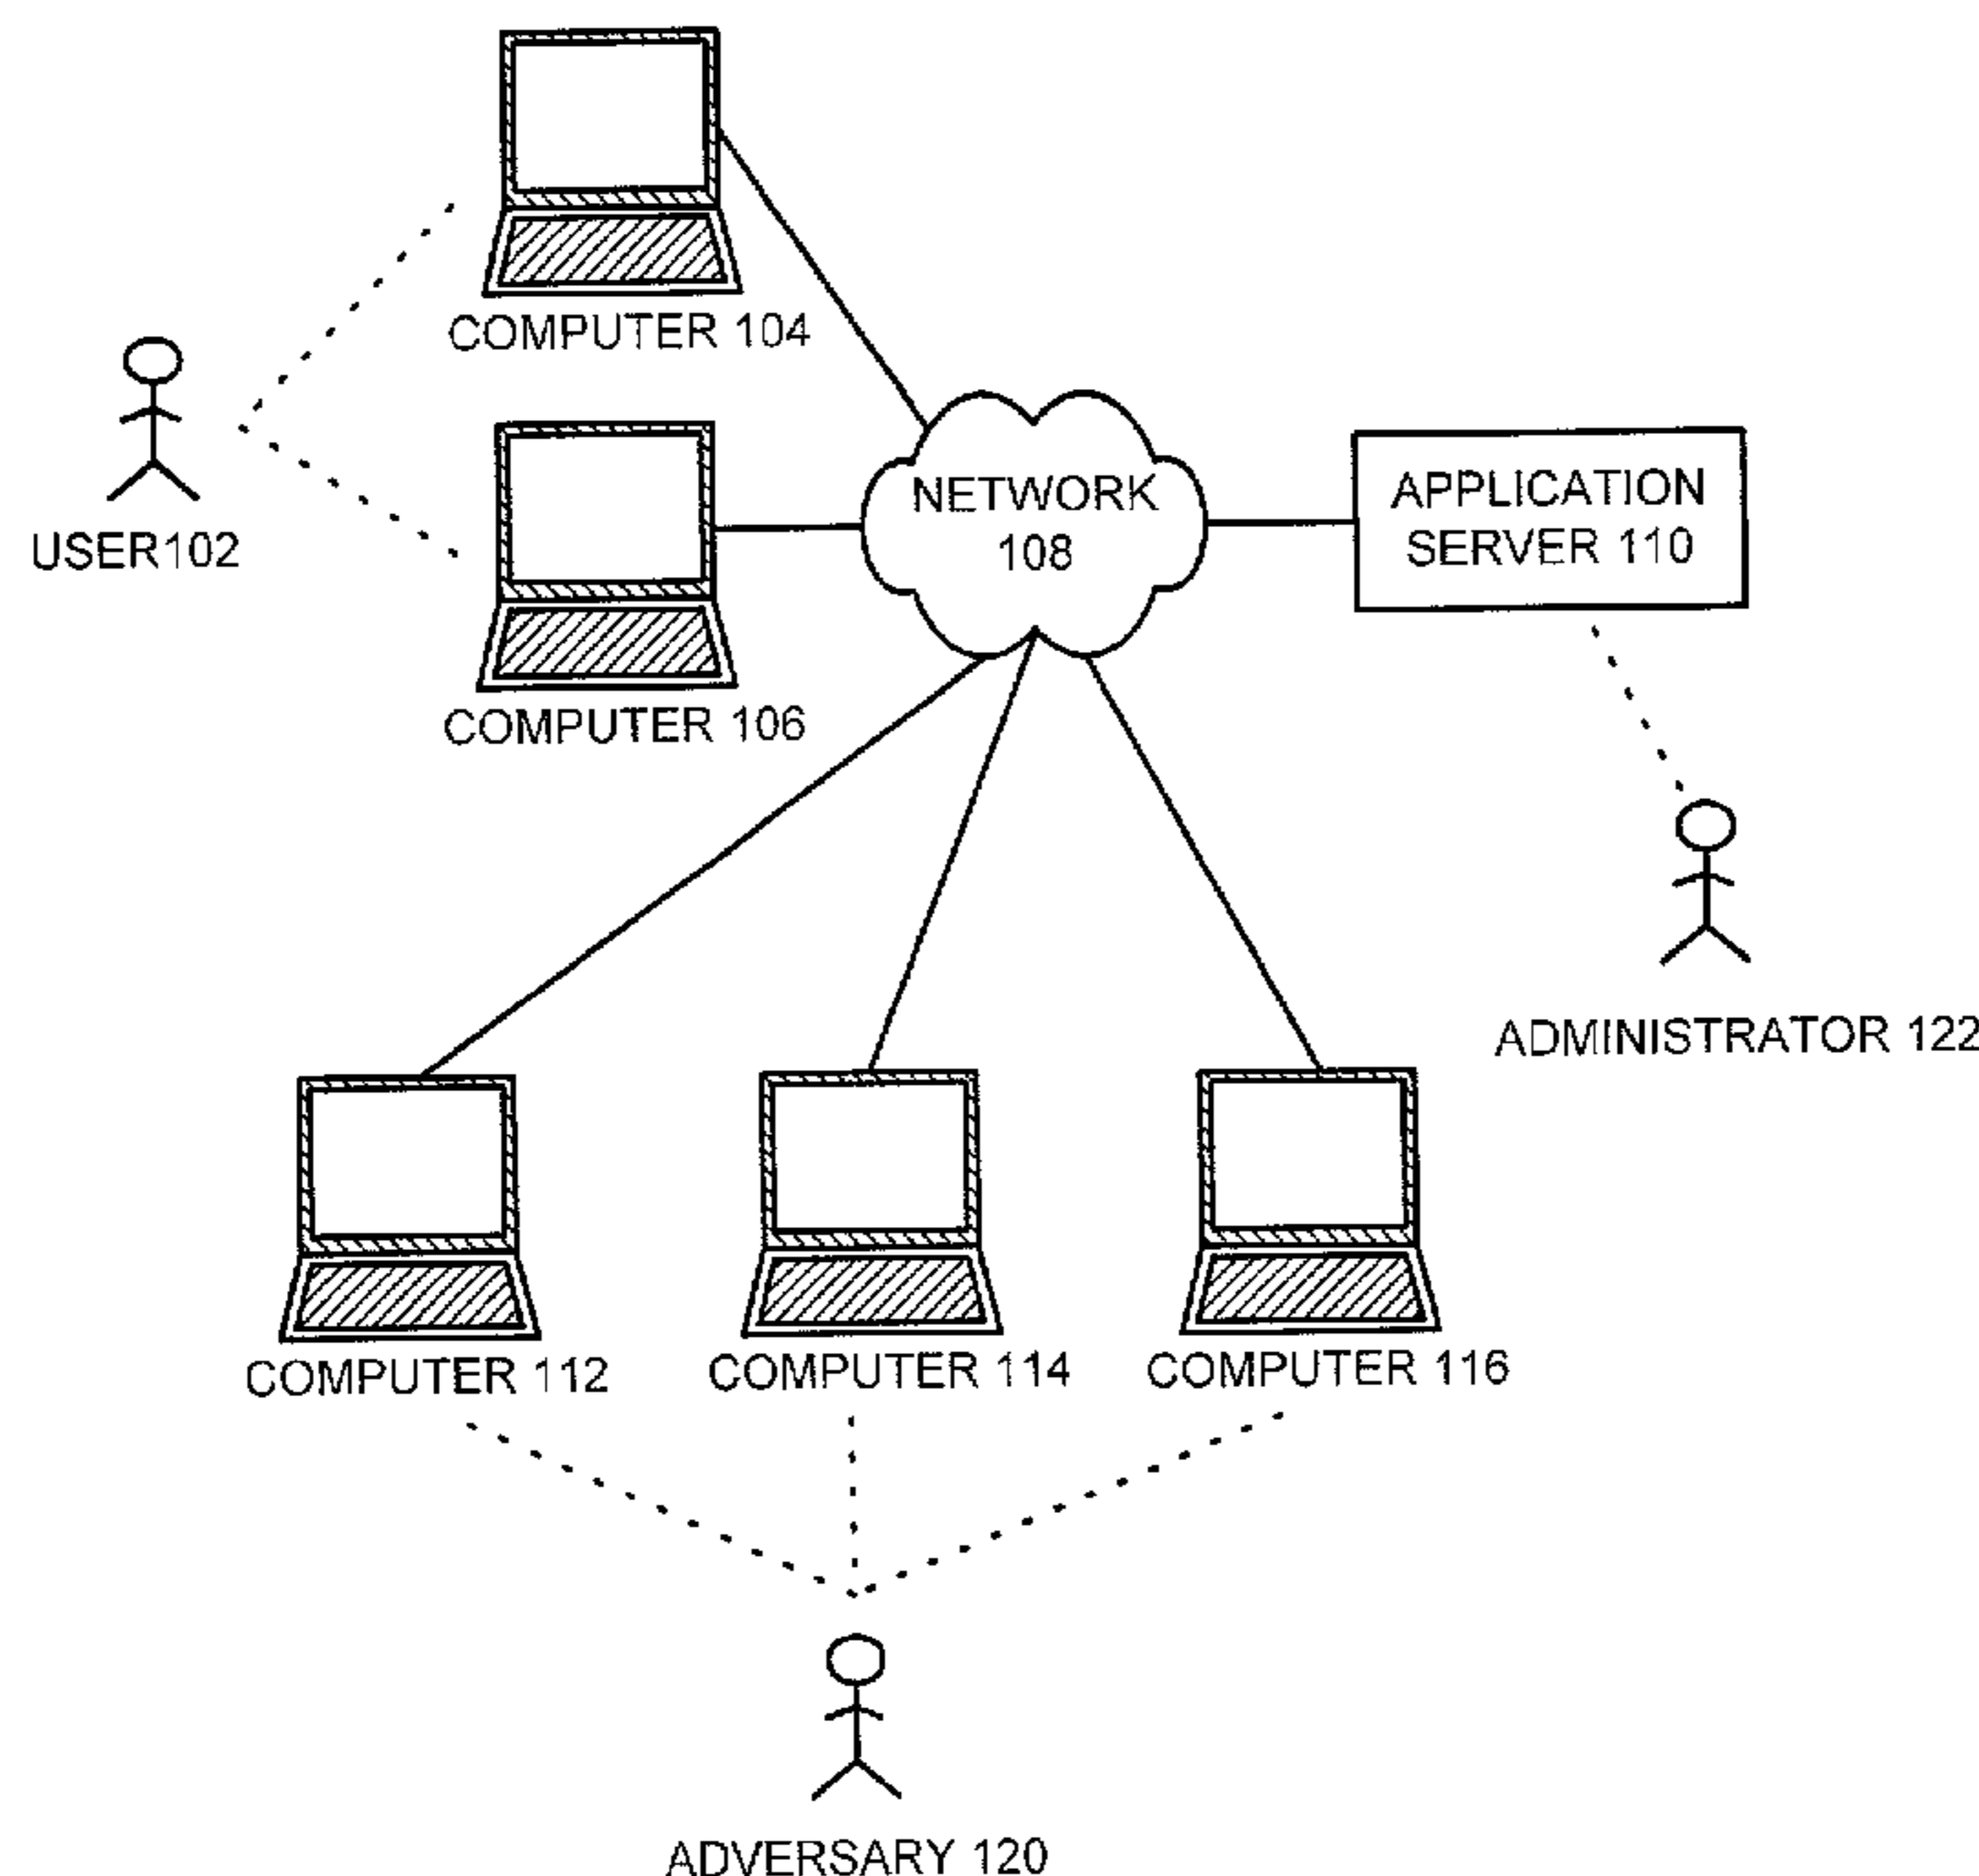 COMPUTER 104
USER102
NETWORK
108
APPLICATION
SERVER 110
COMPUTER 106
ADMINISTRATOR 122
COMPUTER 112
COMPUTER 114
COMPUTER 116
ADVERSARY 120